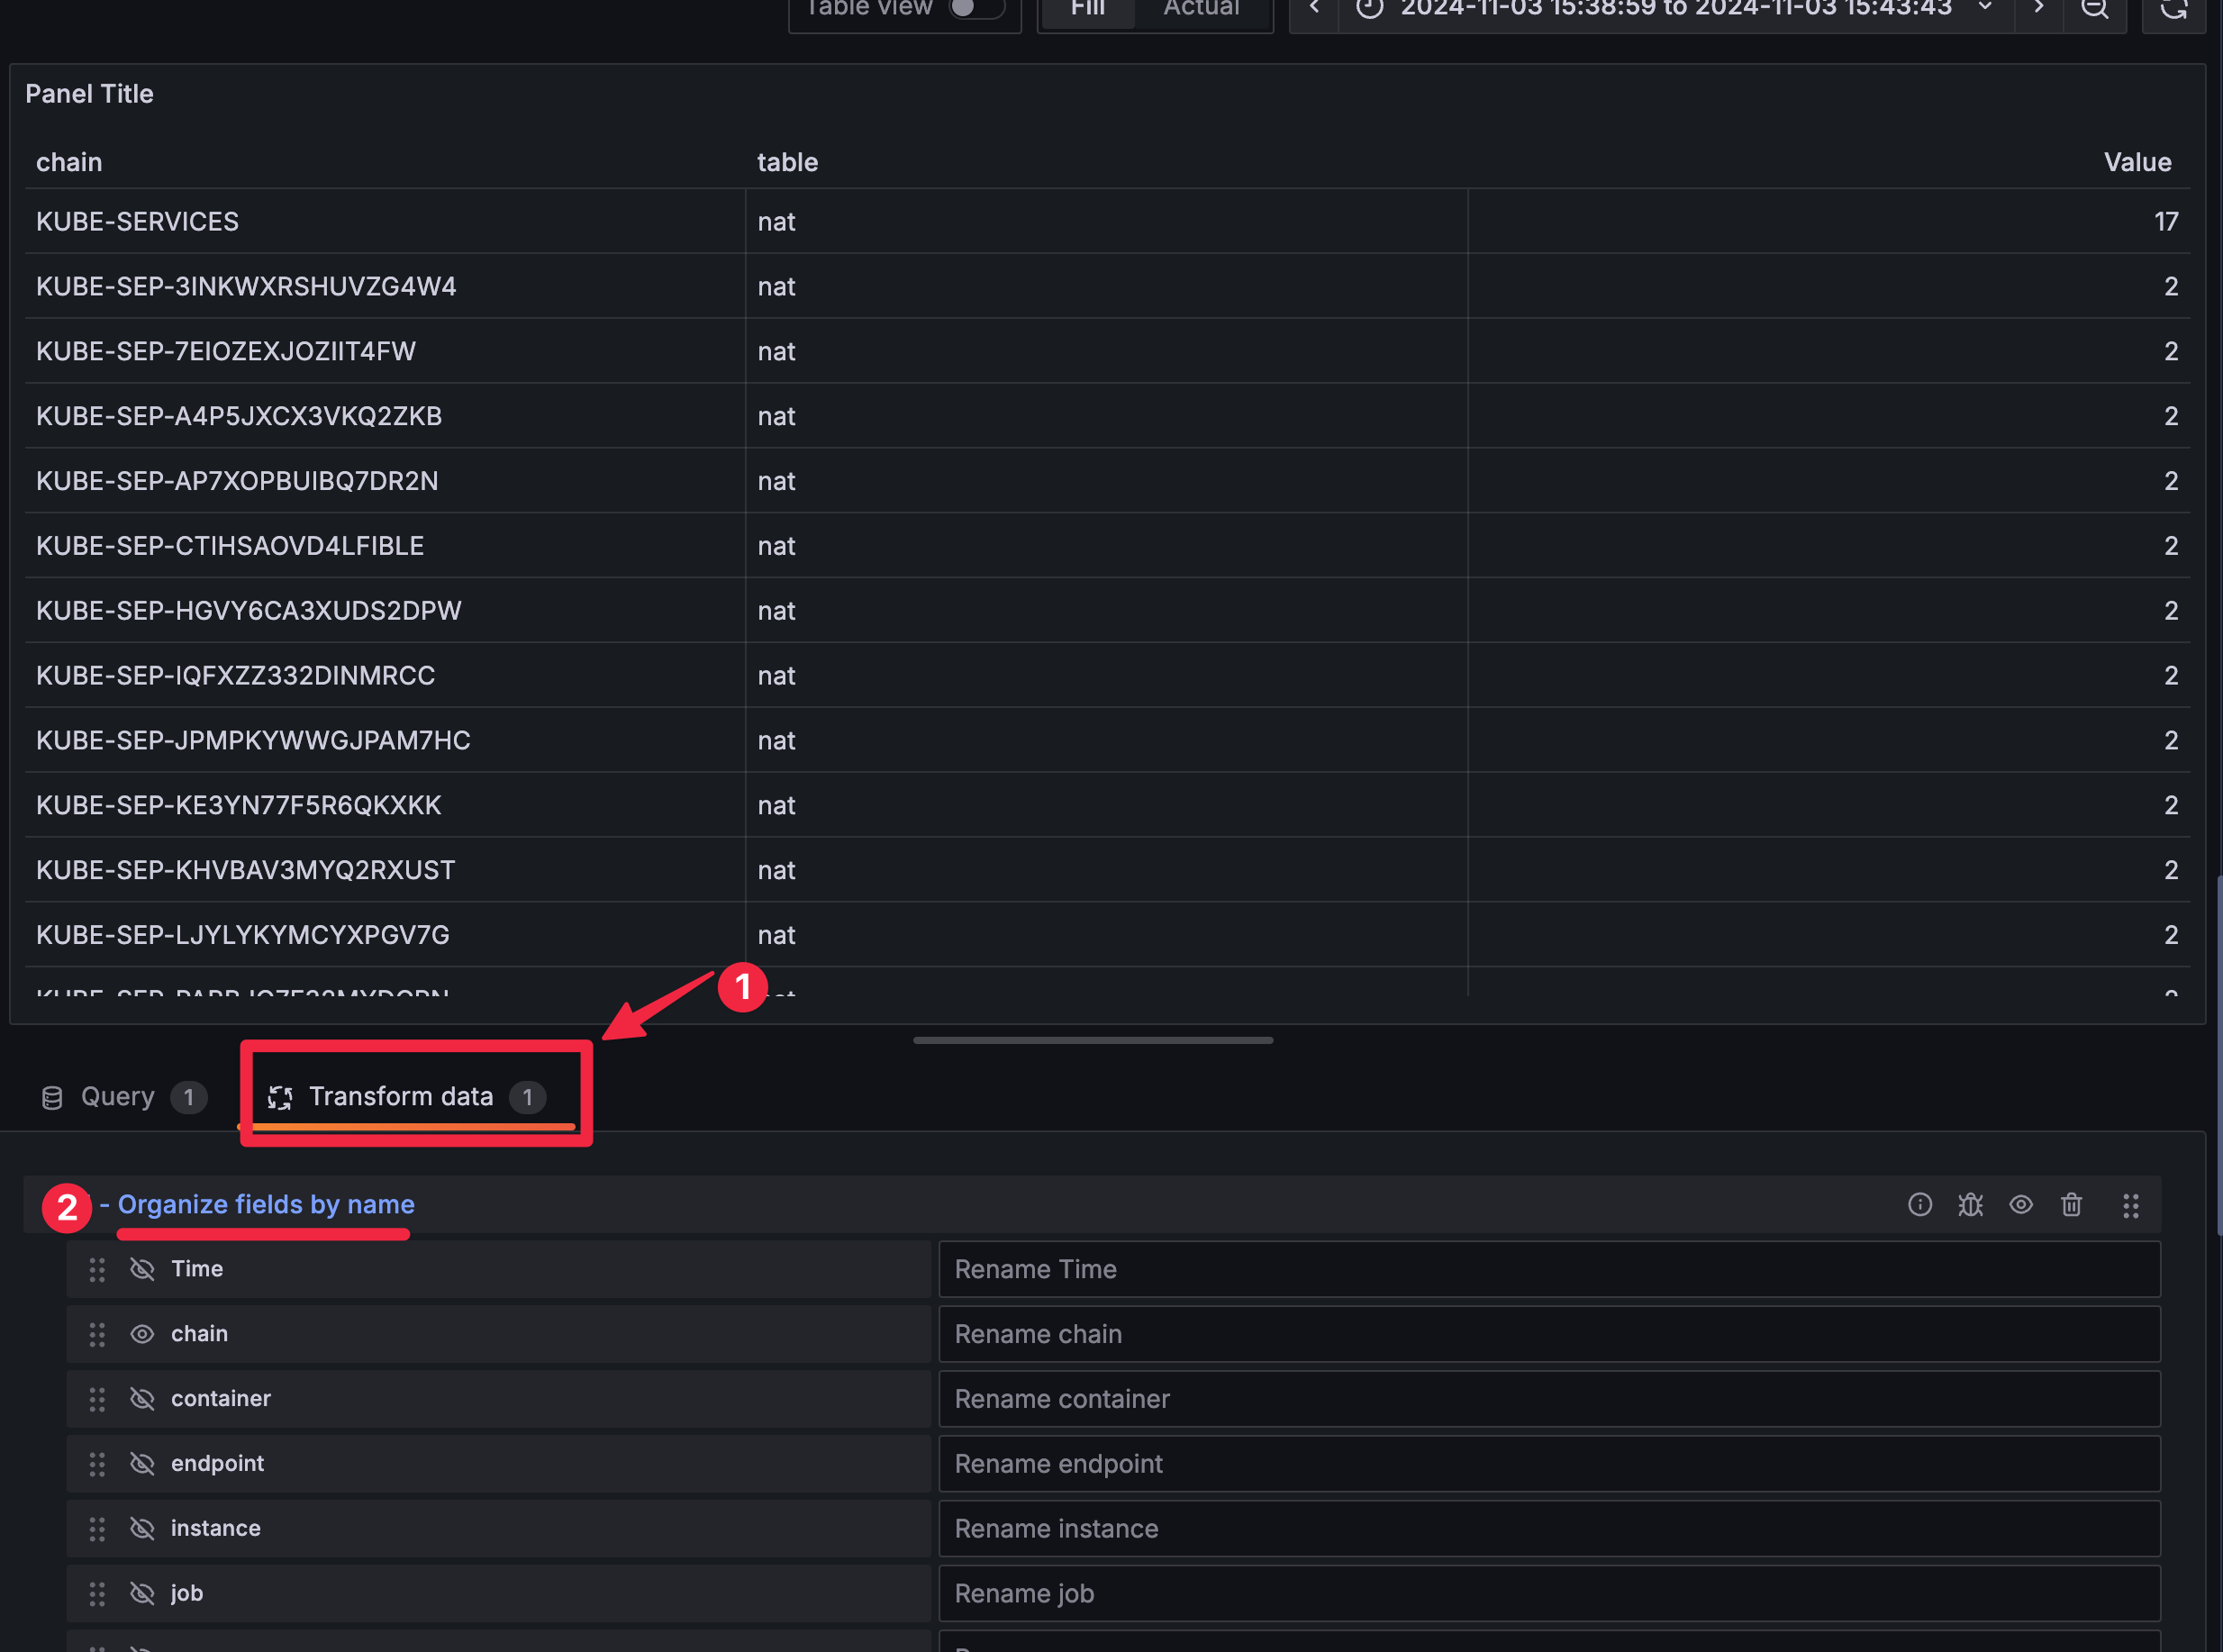 Table view Fill Actual 2024-11-03 15:38:59 to 2024-11-03 15:43:43
Panel Title
chain table Value
KUBE-SERVICES nat 17
KUBE-SEP-3INKWXRSHUVZG4W4 nat 2
KUBE-SEP-7EIOZEXJOZIIT4FW nat 2
KUBE-SEP-A4P5JXCX3VKQ2ZKB nat 2
KUBE-SEP-AP7XOPBUIBQ7DR2N nat 2
KUBE-SEP-CTIHSAOVD4LFIBLE nat 2
KUBE-SEP-HGVY6CA3XUDS2DPW nat 2
KUBE-SEP-IQFXZZ332DINMRCC nat 2
KUBE-SEP-JPMPKYWWGJPAM7HC nat 2
KUBE-SEP-KE3YN77F5R6QKXKK nat 2
KUBE-SEP-KHVBAV3MYQ2RXUST nat 2
KUBE-SEP-LJYLYKYMCYXPGV7G nat 2
1
Query 1 Transform data 1
2 - Organize fields by name
Time Rename Time
chain Rename chain
container Rename container
endpoint Rename endpoint
instance Rename instance
job Rename job